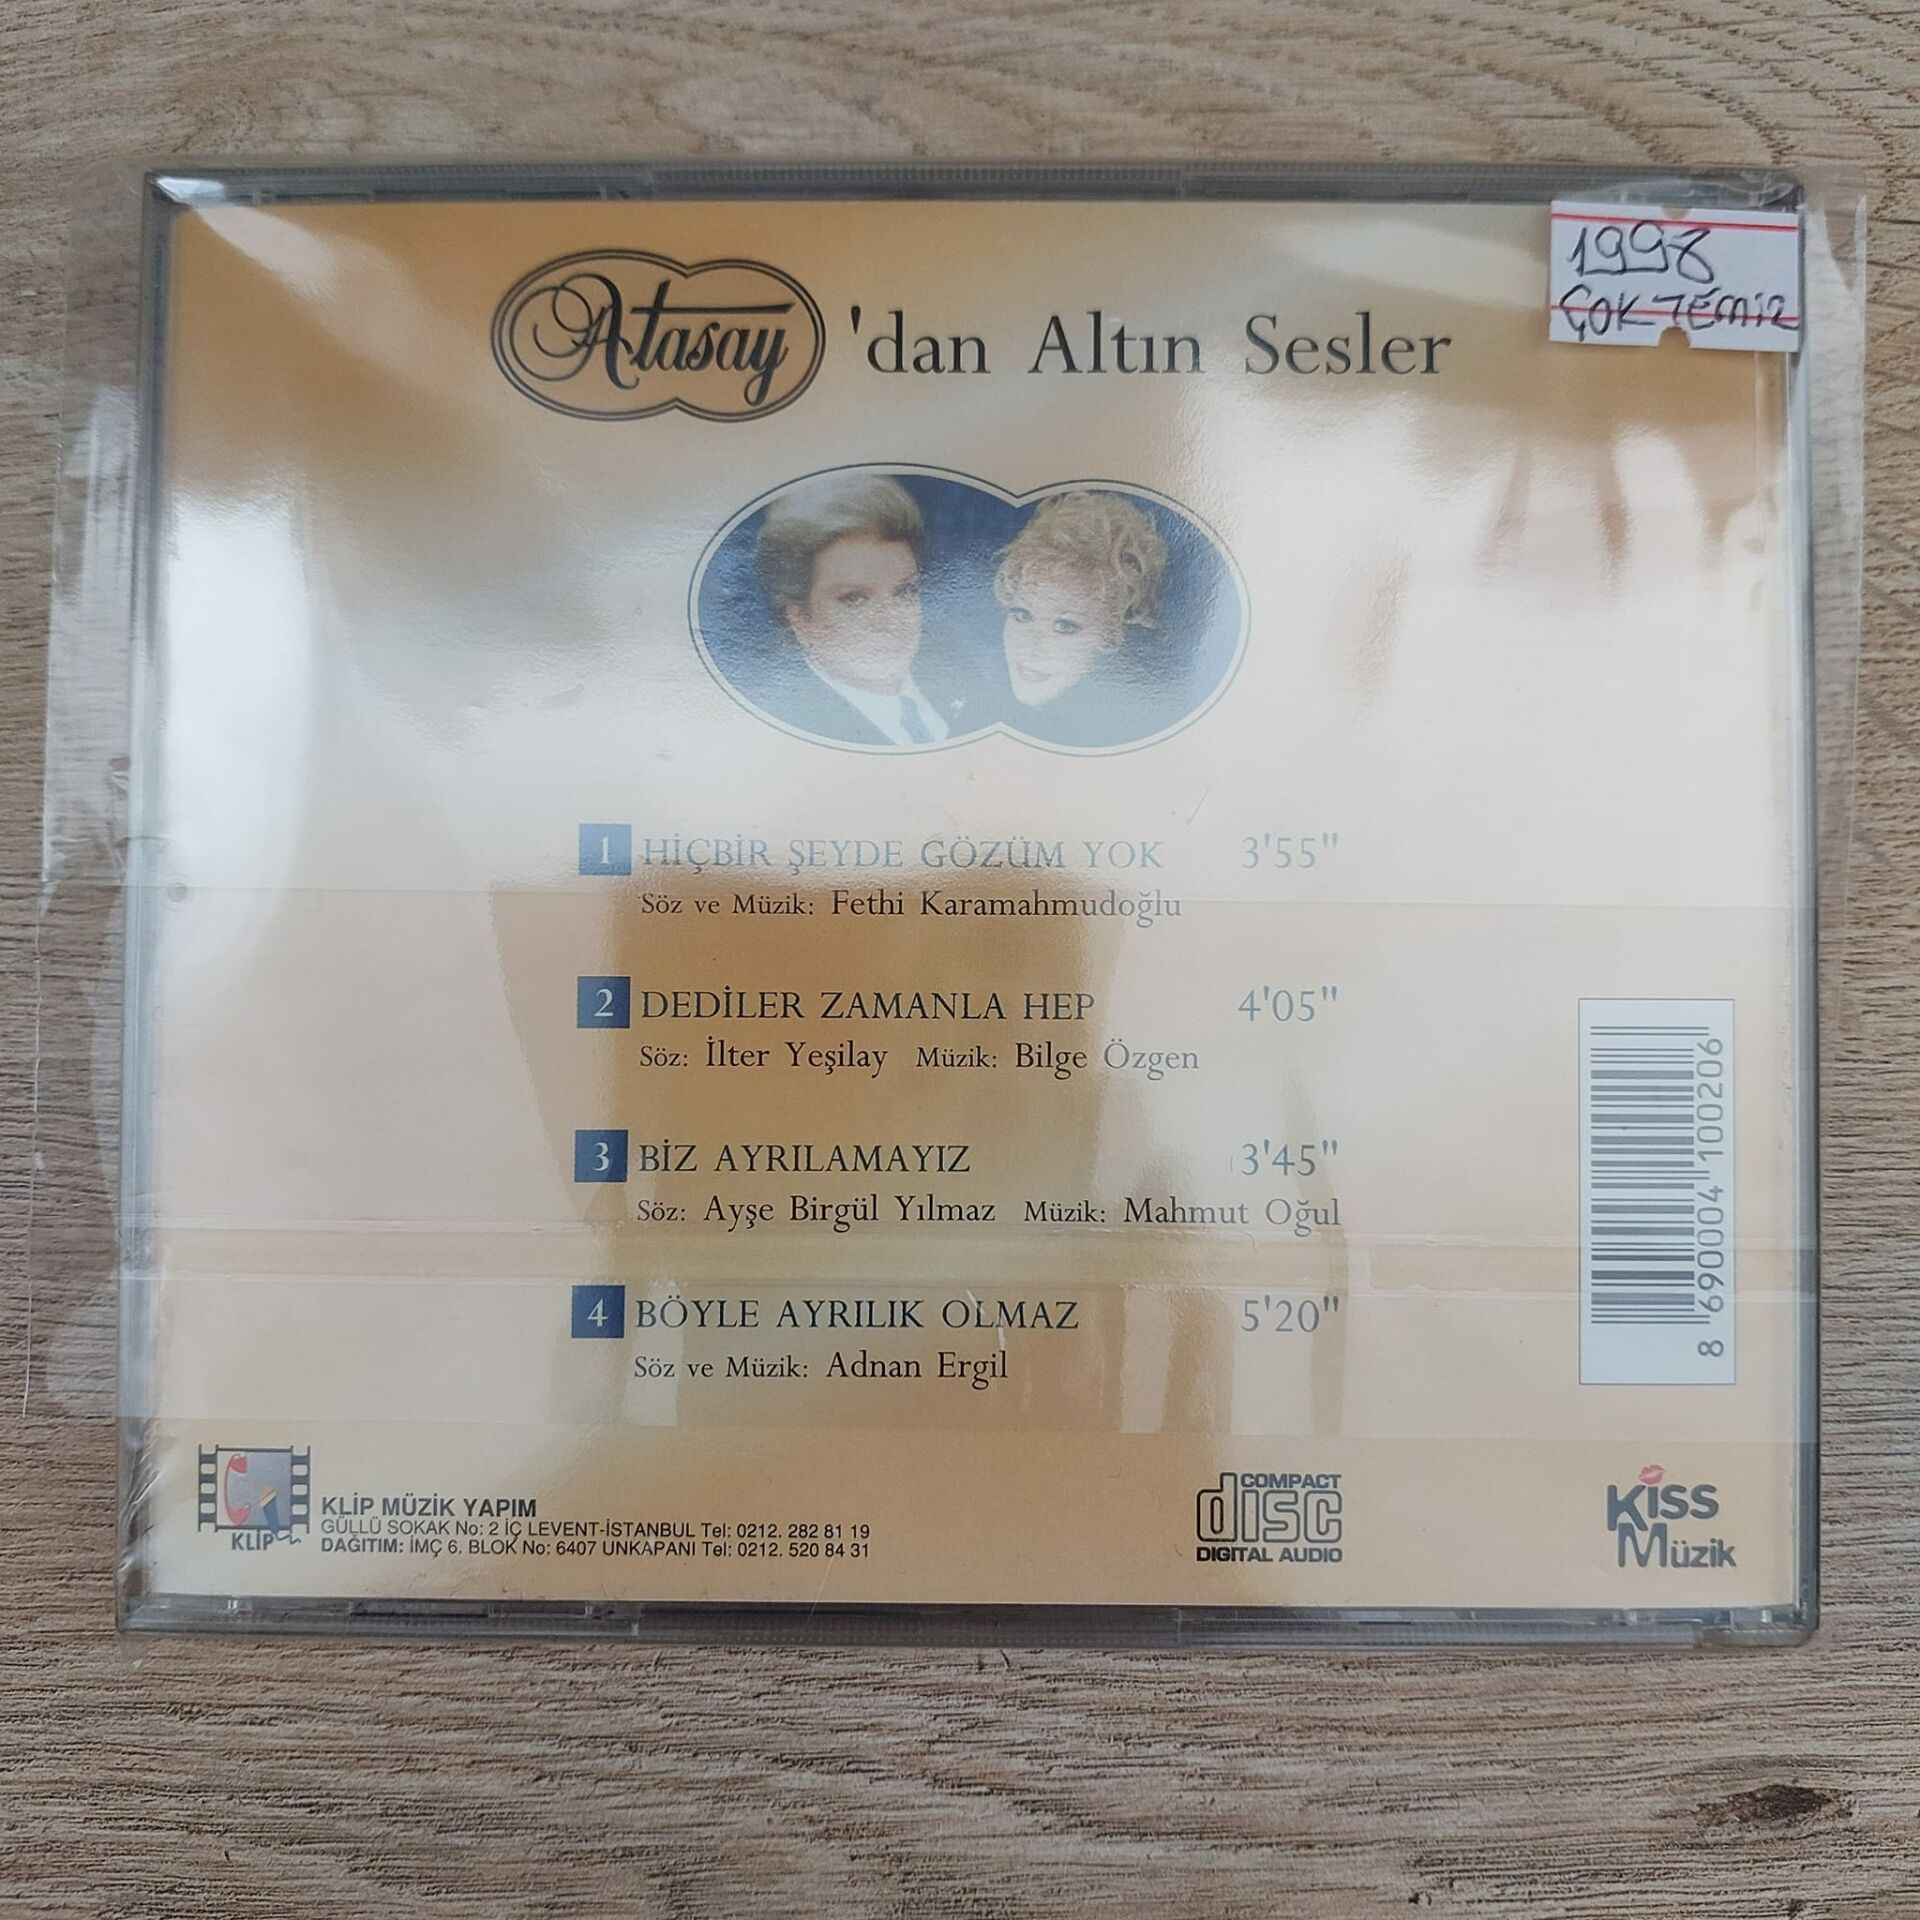 1998
ÇOK TEMİZ
Atasay 'dan Altın Sesler
1 HİÇBİR ŞEYDE GÖZÜM YOK 3'55"
Söz ve Müzik: Fethi Karamahmudoğlu
2 DEDİLER ZAMANLA HEP 4'05"
Söz: İlter Yeşilay Müzik: Bilge Özgen
3 BİZ AYRILAMAYIZ 3'45"
Söz: Ayşe Birgül Yılmaz Müzik: Mahmut Oğul
4 BÖYLE AYRILIK OLMAZ 5'20"
Söz ve Müzik: Adnan Ergil
8 690004 100206
KLİP
KLİP MÜZİK YAPIM
GÜLLÜ SOKAK No: 2 İÇ LEVENT-İSTANBUL Tel: 0212. 282 81 19
DAĞITIM: İMÇ 6. BLOK No: 6407 UNKAPANI Tel: 0212. 520 84 31
COMPACT
disc
DIGITAL AUDIO
Kiss
Müzik